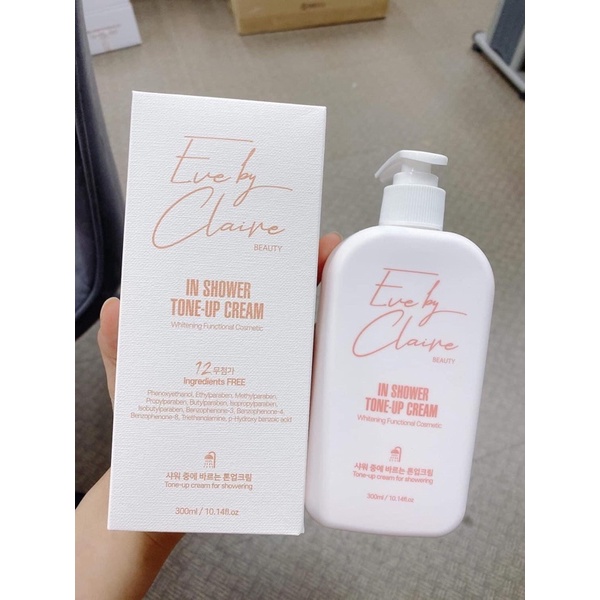 Eve by
Claire
BEAUTY
IN SHOWER
TONE-UP CREAM
Whitening Functional Cosmetic
12무첨가
Ingredients FREE
Phenoxyethanol, Ethylparaben, Methylparaben,
Propylparaben, Butylparaben, Isopropylparaben,
Isobutylparaben, Benzophenone-3, Benzophenone-4,
Benzophenone-5, Triethandamine, p-Hydroxy benzoic acid
샤워 중에 바르는 톤업크림
Tone-up cream for showering
300ml / 10.14fl.oz
Eve by
Claire
BEAUTY
IN SHOWER
TONE-UP CREAM
Whitening Functional Cosmetic
샤워 중에 바르는 톤업크림
Tone-up cream for showering
300ml / 10.14fl.oz